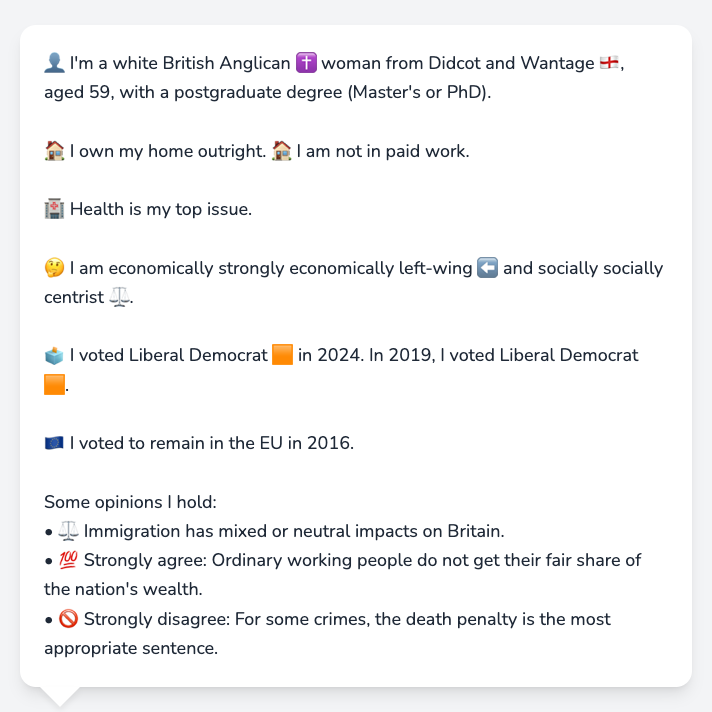 👤 I'm a white British Anglican ✝️ woman from Didcot and Wantage 🏴󠁧󠁢󠁥󠁮󠁧󠁿,
aged 59, with a postgraduate degree (Master's or PhD).
🏠 I own my home outright. 🏠 I am not in paid work.
🏥 Health is my top issue.
🤔 I am economically strongly economically left-wing ⬅️ and socially socially
centrist ⚖️.
🗳️ I voted Liberal Democrat 🟧 in 2024. In 2019, I voted Liberal Democrat
🟧.
🇪🇺 I voted to remain in the EU in 2016.
Some opinions I hold:
• ⚖️ Immigration has mixed or neutral impacts on Britain.
• 💯 Strongly agree: Ordinary working people do not get their fair share of
the nation's wealth.
• 🚫 Strongly disagree: For some crimes, the death penalty is the most
appropriate sentence.